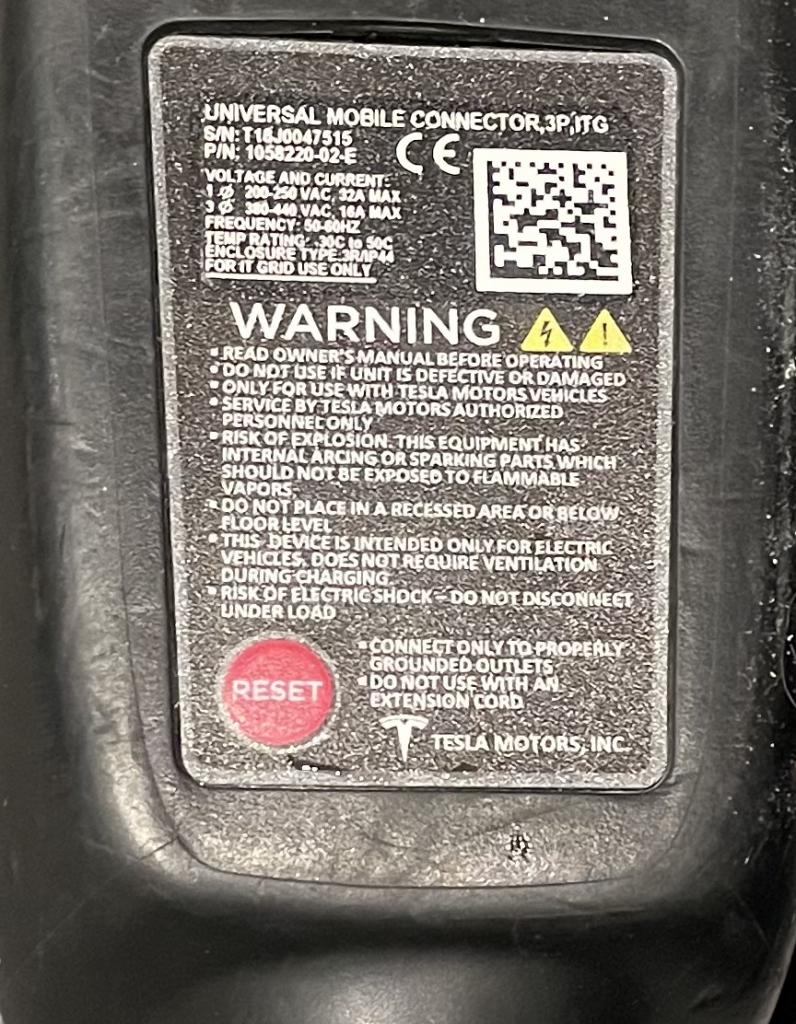 UNIVERSAL MOBILE CONNECTOR,3P,ITG
S/N: T16J0047515
P/N: 1058220-02-E
CE
VOLTAGE AND CURRENT:
1 Ø 200-250 VAC, 32A MAX
3 Ø 380-440 VAC, 16A MAX
FREQUENCY: 50-60HZ
TEMP RATING: -30C to 50C
ENCLOSURE TYPE 3R/IP44
FOR IT GRID USE ONLY
WARNING
▪ READ OWNER'S MANUAL BEFORE OPERATING
▪ DO NOT USE IF UNIT IS DEFECTIVE OR DAMAGED
▪ ONLY FOR USE WITH TESLA MOTORS VEHICLES
▪ SERVICE BY TESLA MOTORS AUTHORIZED
PERSONNEL ONLY
▪ RISK OF EXPLOSION. THIS EQUIPMENT HAS
INTERNAL ARCING OR SPARKING PARTS WHICH
SHOULD NOT BE EXPOSED TO FLAMMABLE
VAPORS.
▪ DO NOT PLACE IN A RECESSED AREA OR BELOW
FLOOR LEVEL
▪ THIS DEVICE IS INTENDED ONLY FOR ELECTRIC
VEHICLES. DOES NOT REQUIRE VENTILATION
DURING CHARGING.
▪ RISK OF ELECTRIC SHOCK – DO NOT DISCONNECT
UNDER LOAD
RESET
▪ CONNECT ONLY TO PROPERLY
GROUNDED OUTLETS
▪ DO NOT USE WITH AN
EXTENSION CORD
TESLA MOTORS, INC.